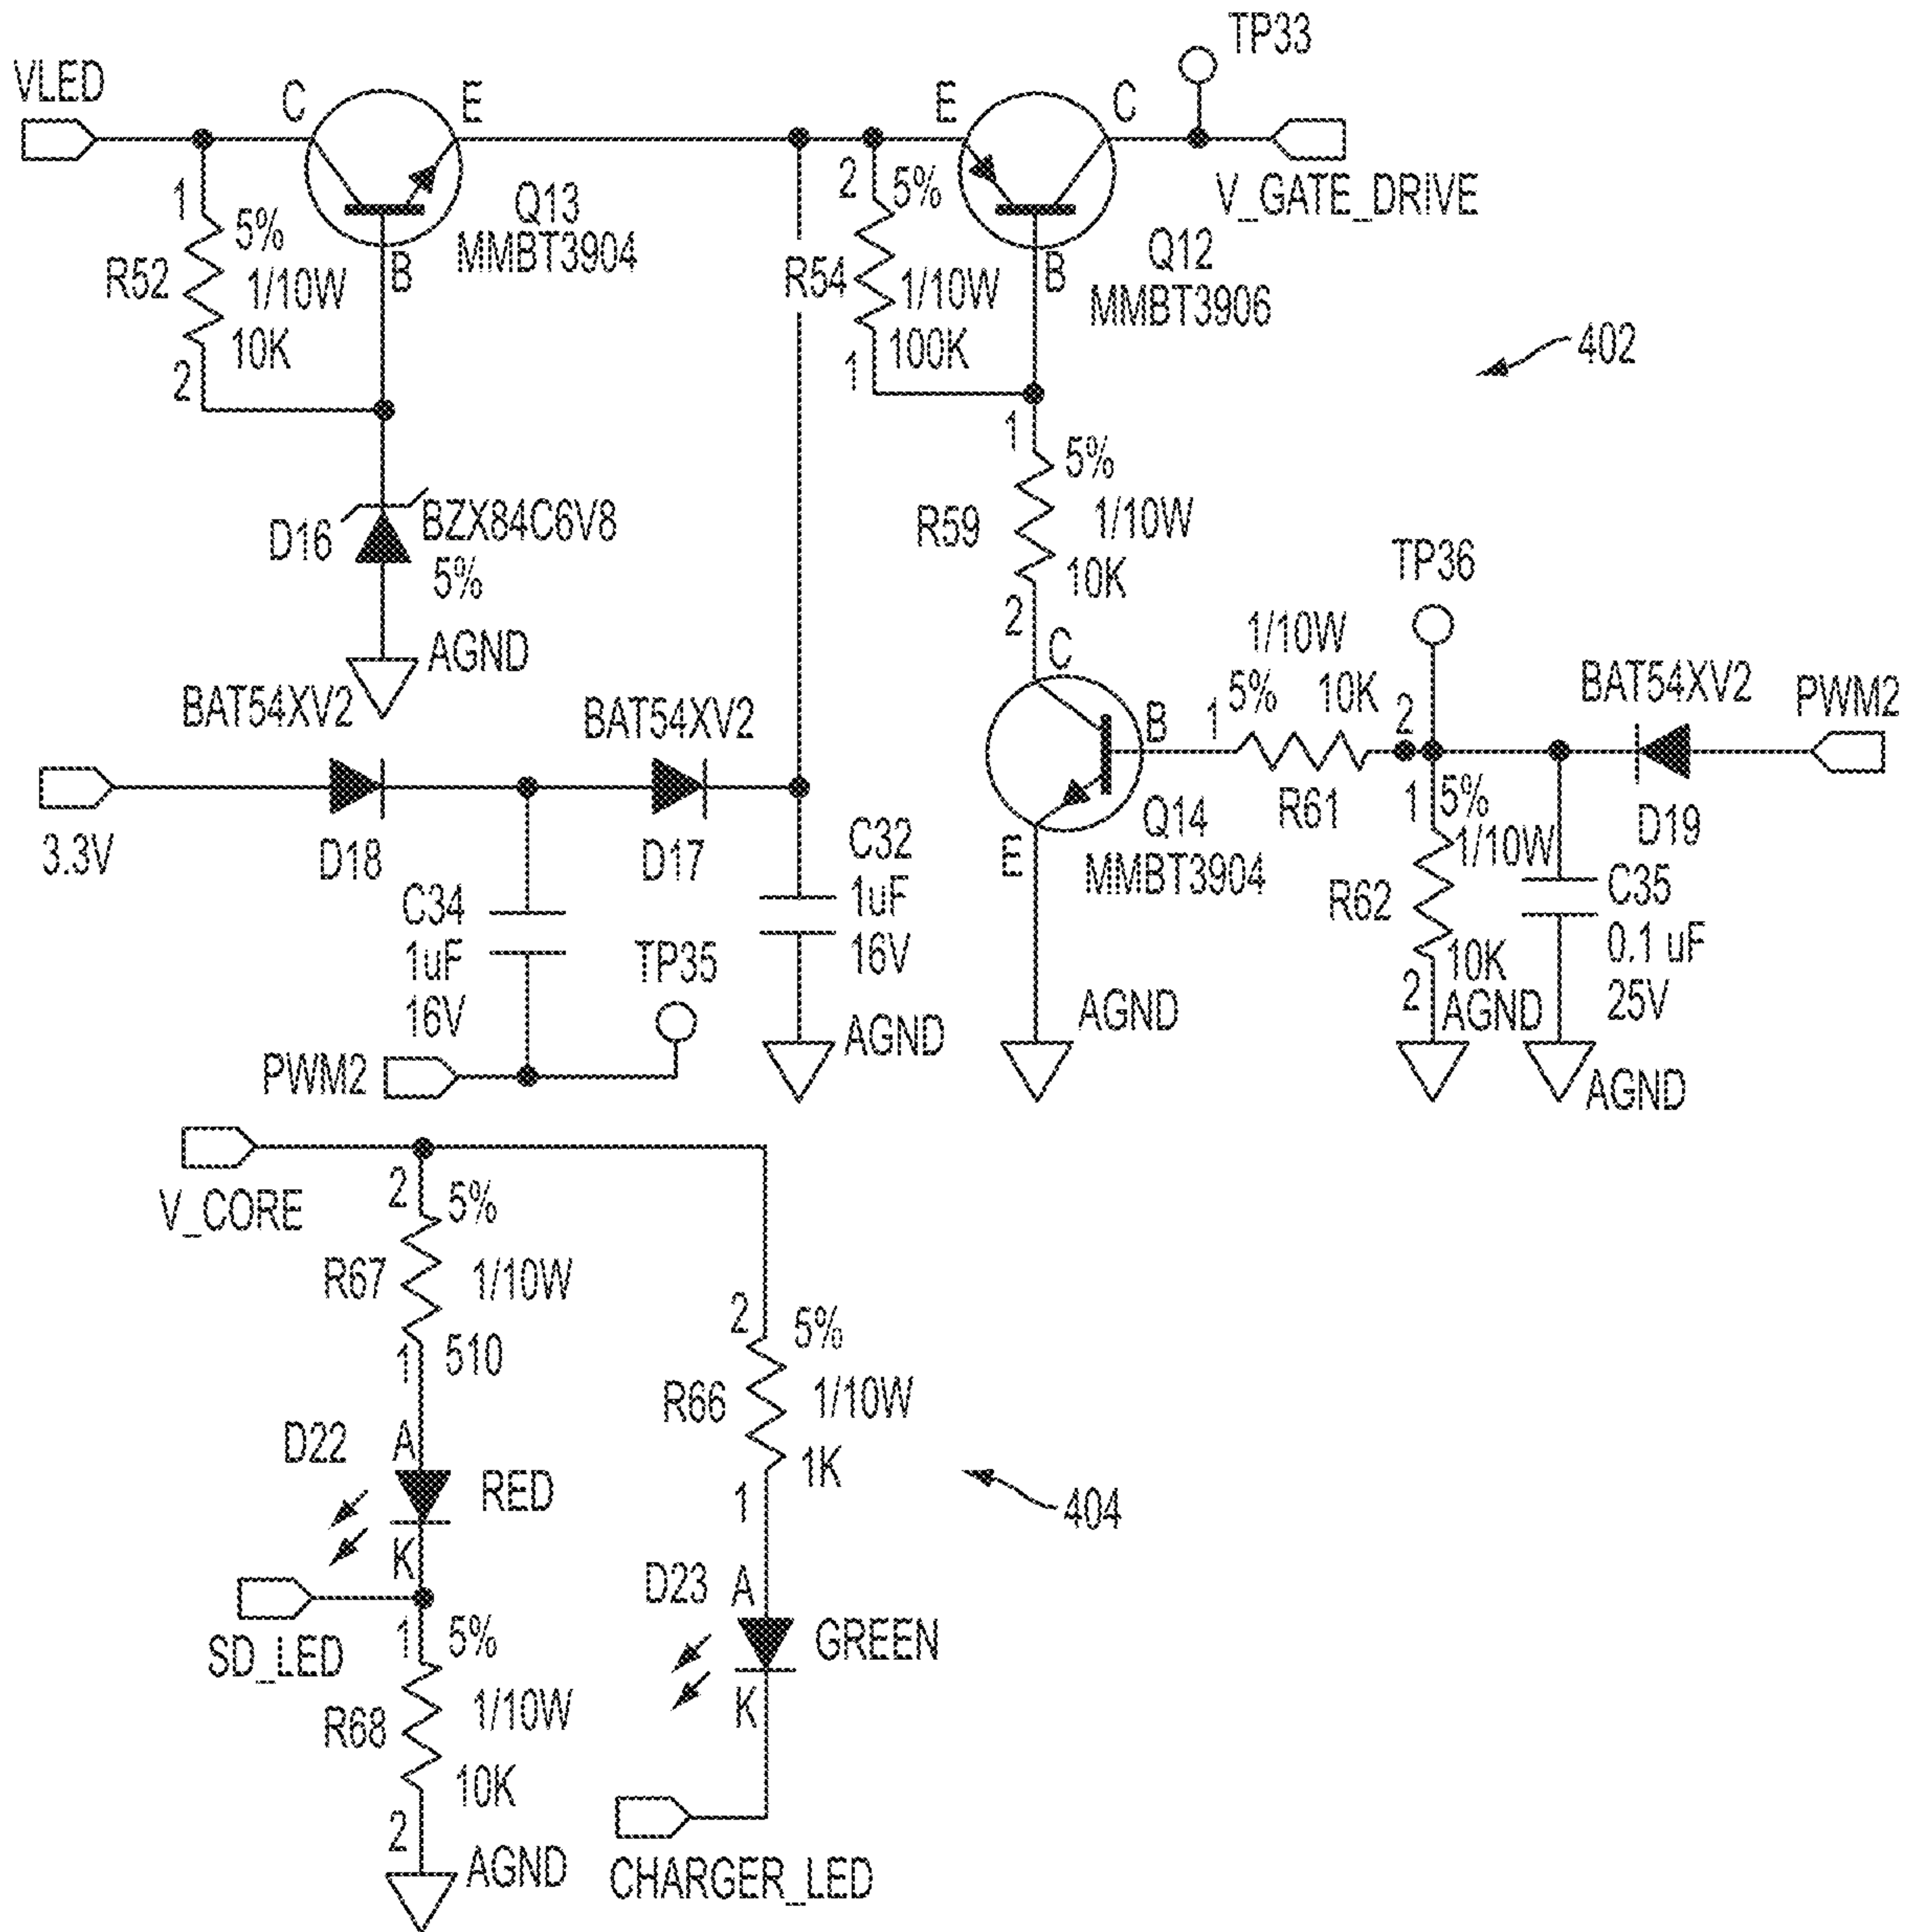 TP33
VLED
C
E
E
C
1
5%
Q13
2
5%
V_GATE_DRIVE
R52
1/10W
B
MMBT3904
R54
1/10W
B
Q12
MMBT3906
10K
100K
402
2
1
1
5%
D16
BZX84C6V8
R59
1/10W
TP36
5%
10K
2
1/10W
AGND
C
5%
10K
BAT54XV2
BAT54XV2
BAT54XV2
PWM2
B
1
2
3.3V
D18
D17
C32
Q14
R61
1
5%
D19
1uF
E
MMBT3904
1/10W
C34
R62
C35
1uF
TP35
16V
10K
0.1 uF
16V
2
25V
AGND
AGND
AGND
PWM2
AGND
2
5%
V_CORE
R67
1/10W
2
5%
1
510
R66
1/10W
D22
A
1K
RED
1
404
K
D23
A
SD_LED
1
5%
GREEN
R68
1/10W
K
10K
2
AGND
CHARGER_LED